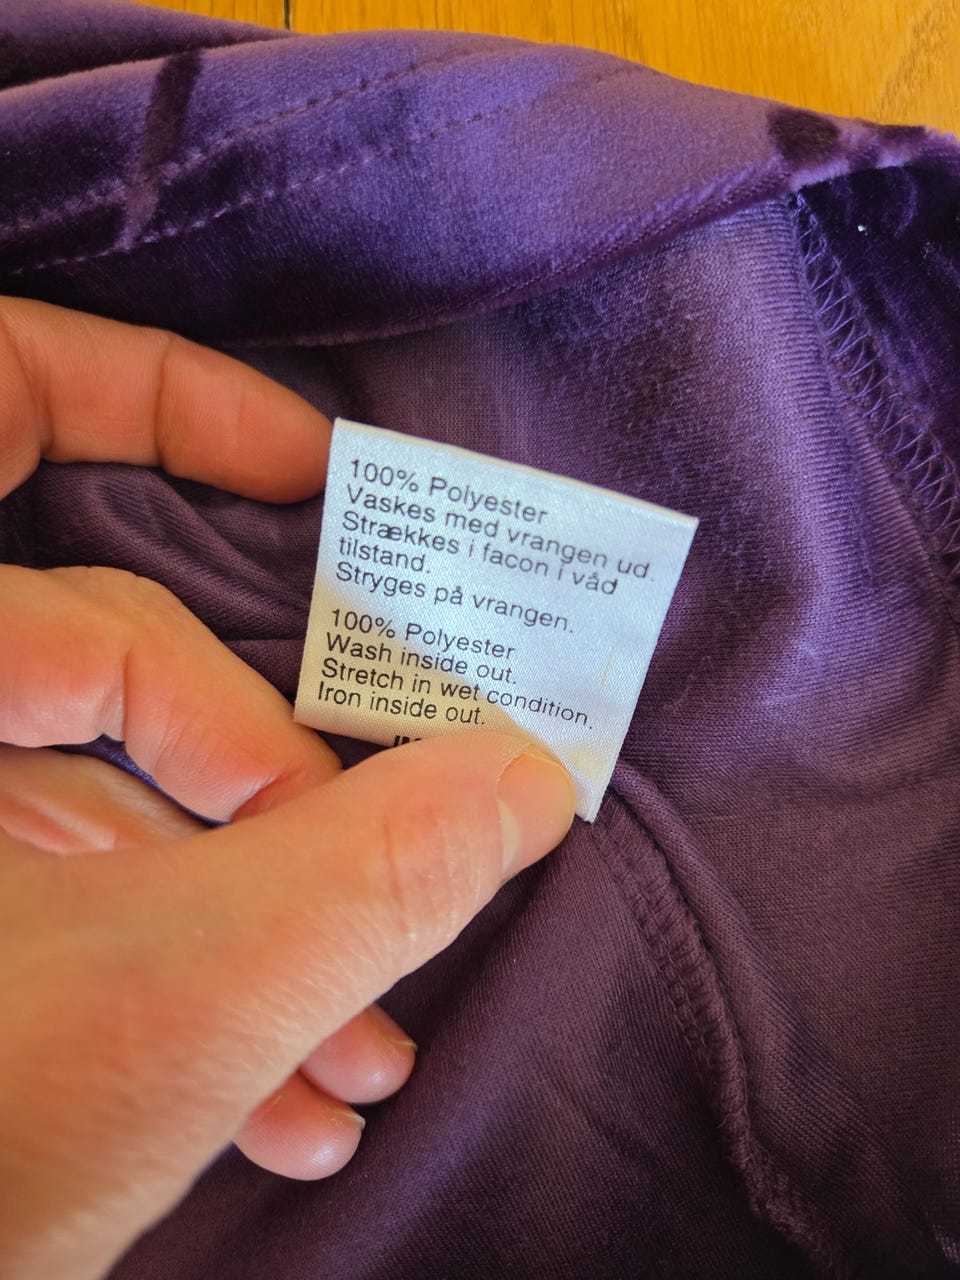 100% Polyester
Vaskes med vrangen ud.
Strækkes i facon i våd
tilstand.
Stryges på vrangen.
100% Polyester
Wash inside out.
Stretch in wet condition.
Iron inside out.